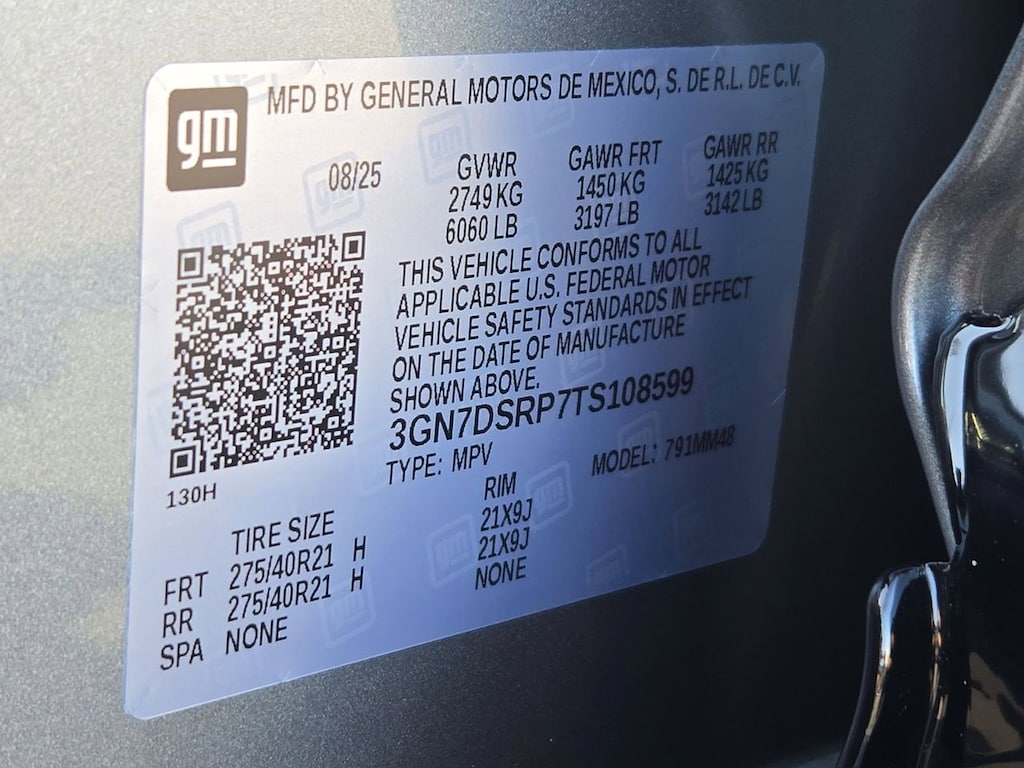 gm
MFD BY GENERAL MOTORS DE MEXICO, S. DE R.L. DE C.V.
08/25 GVWR GAWR FRT GAWR RR
2749 KG 1450 KG 1425 KG
6060 LB 3197 LB 3142 LB
THIS VEHICLE CONFORMS TO ALL
APPLICABLE U.S. FEDERAL MOTOR
VEHICLE SAFETY STANDARDS IN EFFECT
ON THE DATE OF MANUFACTURE
SHOWN ABOVE.
3GN7DSRP7TS108599
TYPE: MPV MODEL: 791MM48
130H
TIRE SIZE RIM
FRT 275/40R21 H 21X9J
RR 275/40R21 H 21X9J
SPA NONE NONE